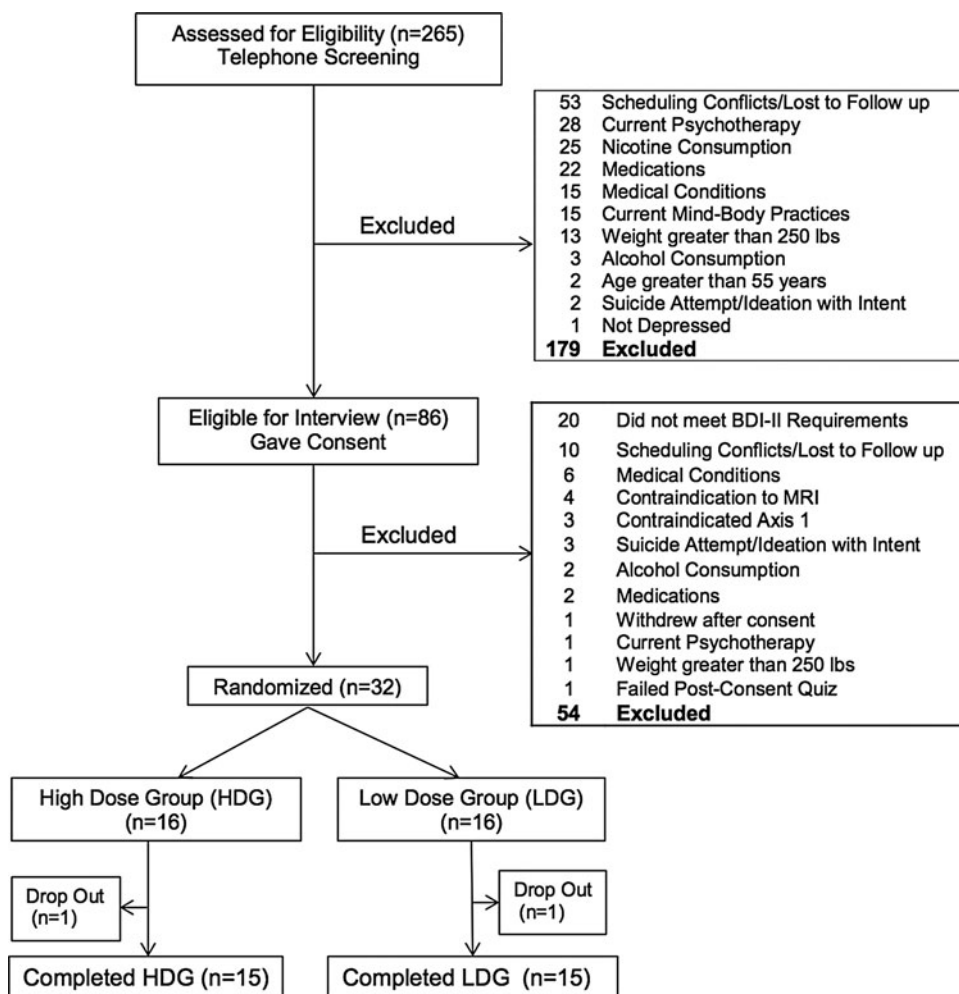 Assessed for Eligibility (n=265)
Telephone Screening
53 Scheduling Conflicts/Lost to Follow up
28 Current Psychotherapy
25 Nicotine Consumption
22 Medications
15 Medical Conditions
15 Current Mind-Body Practices
13 Weight greater than 250 lbs
3 Alcohol Consumption
2 Age greater than 55 years
2 Suicide Attempt/Ideation with Intent
1 Not Depressed
179 Excluded
Excluded
Eligible for Interview (n=86)
Gave Consent
20 Did not meet BDI-II Requirements
10 Scheduling Conflicts/Lost to Follow up
6 Medical Conditions
4 Contraindication to MRI
3 Contraindicated Axis 1
3 Suicide Attempt/Ideation with Intent
2 Alcohol Consumption
2 Medications
1 Withdrew after consent
1 Current Psychotherapy
1 Weight greater than 250 lbs
1 Failed Post-Consent Quiz
54 Excluded
Excluded
Randomized (n=32)
High Dose Group (HDG)
(n=16)
Low Dose Group (LDG)
(n=16)
Drop Out
(n=1)
Drop Out
(n=1)
Completed HDG (n=15)
Completed LDG (n=15)